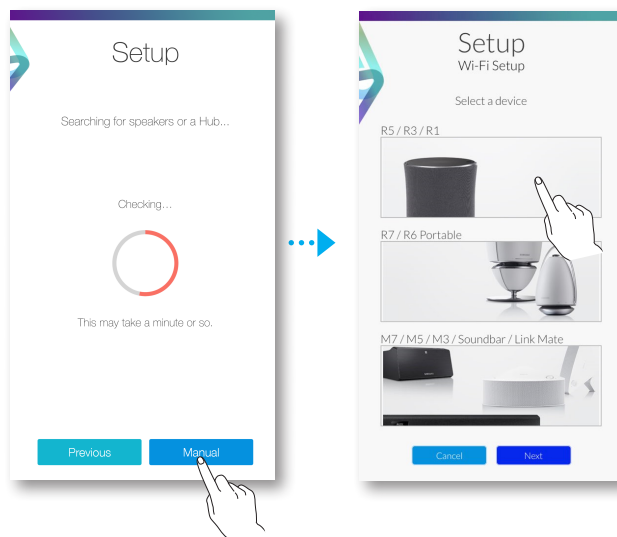 Setup
Searching for speakers or a Hub...
Checking...
This may take a minute or so.
Previous
Manual
Setup
Wi-Fi Setup
Select a device
R5 / R3 / R1
R7 / R6 Portable
M7 / M5 / M3 / Soundbar / Link Mate
Cancel
Next